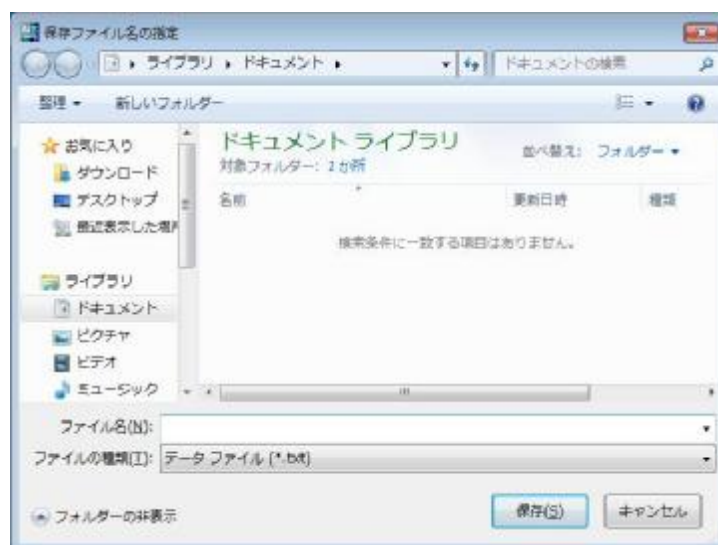 保存ファイル名の指定
ライブラリ ドキュメント
ドキュメントの検索
整理 新しいフォルダー
お気に入り
ダウンロード
デスクトップ
最近表示した場所
ライブラリ
ドキュメント
ピクチャ
ビデオ
ミュージック
ドキュメント ライブラリ
対象フォルダー: 1か所
並べ替え: フォルダー
名前 更新日時 種類
検索条件に一致する項目はありません。
ファイル名(N):
ファイルの種類(T): データ ファイル (*.txt)
フォルダーの非表示
保存(S) キャンセル